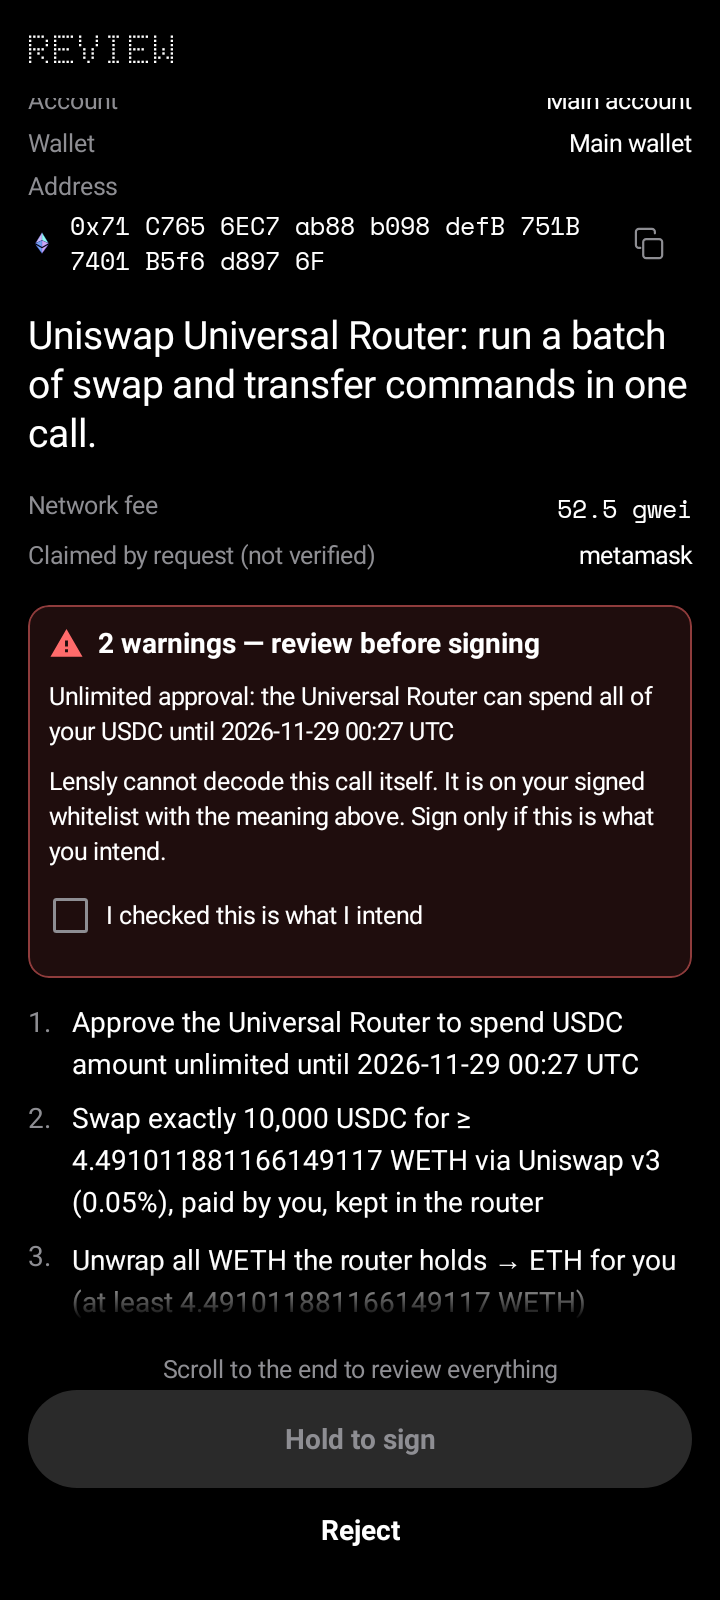 REVIEW
Account Main account
Wallet Main wallet
Address
0x71 C765 6EC7 ab88 b098 defB 751B
7401 B5f6 d897 6F
Uniswap Universal Router: run a batch
of swap and transfer commands in one
call.
Network fee 52.5 gwei
Claimed by request (not verified) metamask
2 warnings — review before signing
Unlimited approval: the Universal Router can spend all of
your USDC until 2026-11-29 00:27 UTC
Lensly cannot decode this call itself. It is on your signed
whitelist with the meaning above. Sign only if this is what
you intend.
I checked this is what I intend
1. Approve the Universal Router to spend USDC
amount unlimited until 2026-11-29 00:27 UTC
2. Swap exactly 10,000 USDC for ≥
4.491011881166149117 WETH via Uniswap v3
(0.05%), paid by you, kept in the router
3. Unwrap all WETH the router holds → ETH for you
(at least 4.491011881166149117 WETH)
Scroll to the end to review everything
Hold to sign
Reject